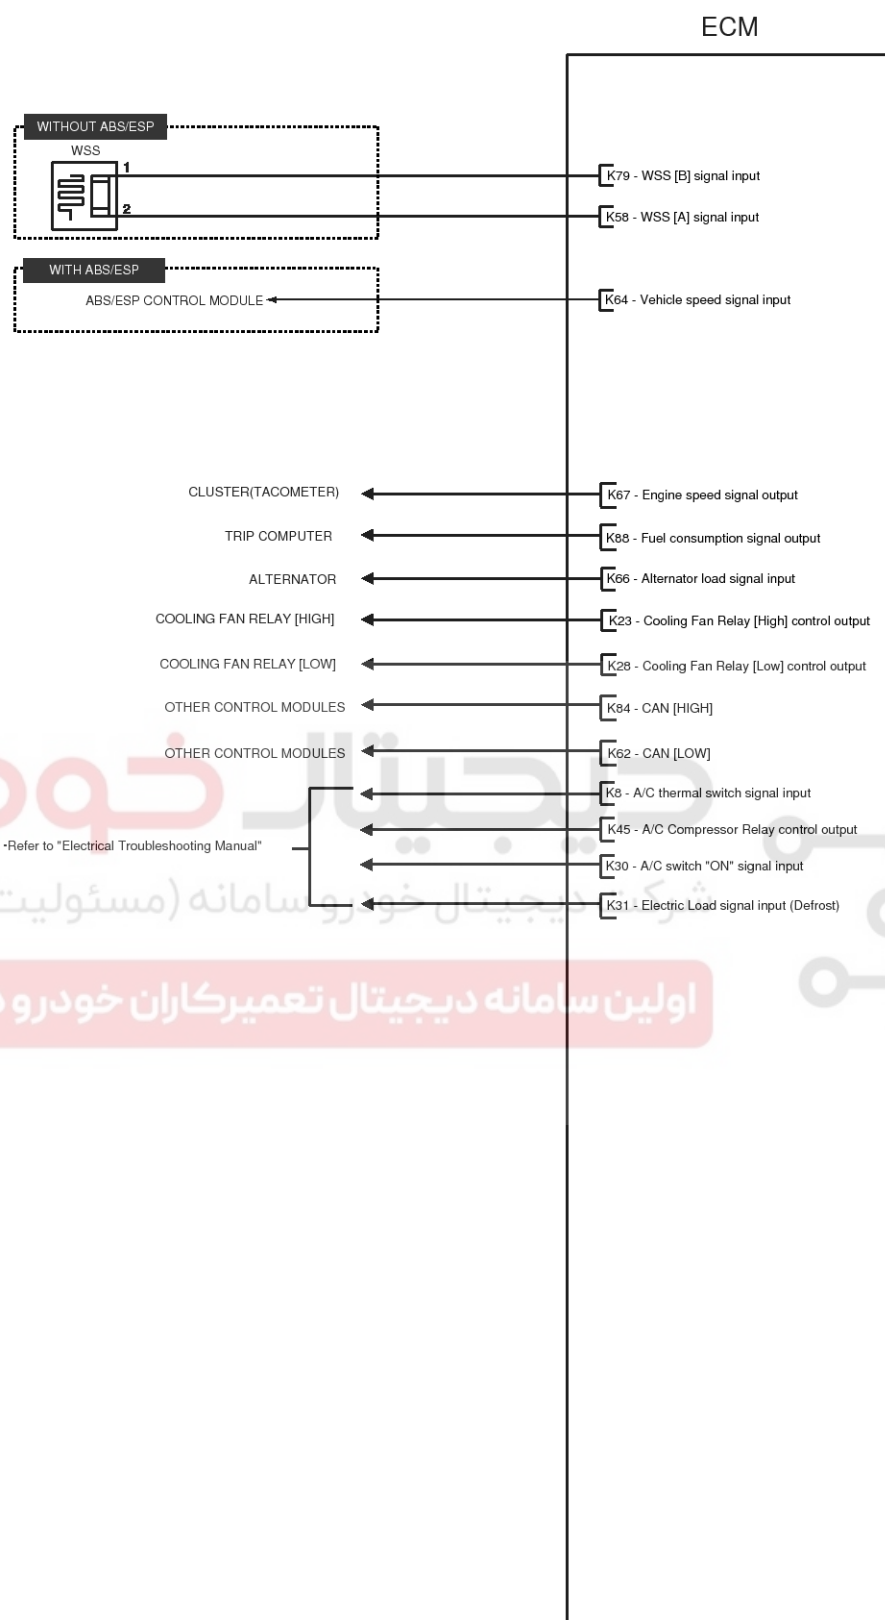 ECM
WITHOUT ABS/ESP
WSS
1
2
K79 - WSS [B] signal input
K58 - WSS [A] signal input
WITH ABS/ESP
ABS/ESP CONTROL MODULE
K64 - Vehicle speed signal input
CLUSTER(TACOMETER)
K67 - Engine speed signal output
TRIP COMPUTER
K88 - Fuel consumption signal output
ALTERNATOR
K66 - Alternator load signal input
COOLING FAN RELAY [HIGH]
K23 - Cooling Fan Relay [High] control output
COOLING FAN RELAY [LOW]
K28 - Cooling Fan Relay [Low] control output
OTHER CONTROL MODULES
K84 - CAN [HIGH]
OTHER CONTROL MODULES
K62 - CAN [LOW]
K8 - A/C thermal switch signal input
K45 - A/C Compressor Relay control output
•Refer to "Electrical Troubleshooting Manual"
K30 - A/C switch "ON" signal input
K31 - Electric Load signal input (Defrost)
دیجیتال خود
شرکت دیجیتال خودرو سامانه (مسئولیت
اولین سامانه دیجیتال تعمیرکاران خودرو